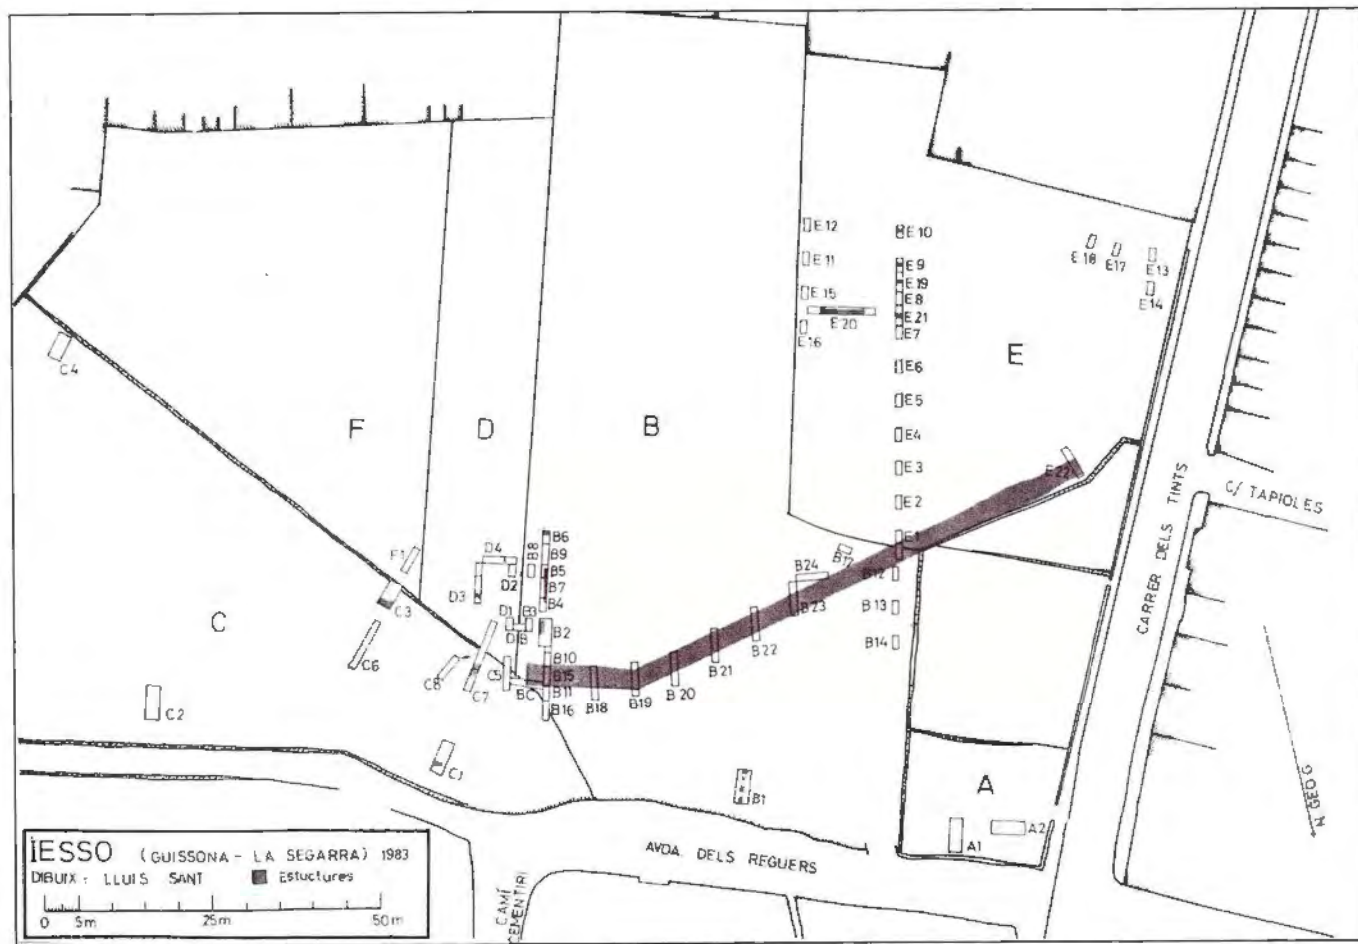 E12
E10
E18
E17
E13
E11
E9
E19
E14
E15
E8
E20
E21
E16
E7
C4
E6
E
E5
F
D
B
E4
E3
E22
E2
C/ TAPIOLES
CARRER DELS TINTS
B6
E1
D4
B8
B9
F1
B5
B24
B12
D2
B7
D3
B4
C3
B23
B13
D1
B3
C
B2
B22
B14
C6
B10
B21
C8
C5
B15
B20
C7
BC
B11
B18
B19
C2
B16
C1
B1
A
N GEOG
A1
A2
AVDA. DELS REGUERS
IESSO (GUISSONA - LA SEGARRA) 1983
DIBUIX: LLUIS SANT
Estuctures
0 5m 25m 50m
CAMÍ
CEMENTIRI